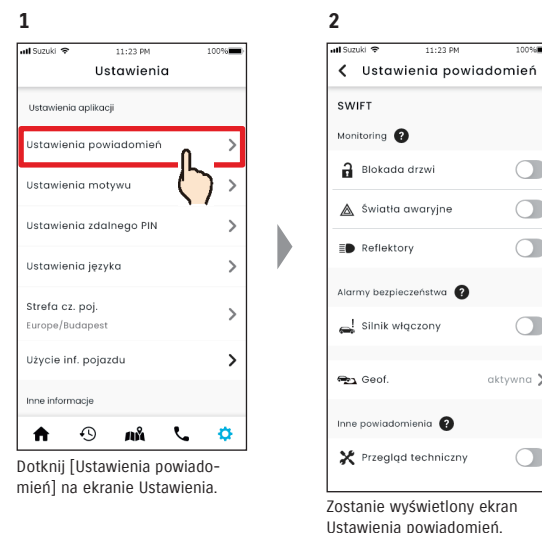 1
Suzuki 11:23 PM 100%
Ustawienia
Ustawienia aplikacji
Ustawienia powiadomień
Ustawienia motywu
Ustawienia zdalnego PIN
Ustawienia języka
Strefa cz. poj.
Europe/Budapest
Użycie inf. pojazdu
Inne informacje
Dotknij [Ustawienia powiado-
mień] na ekranie Ustawienia.
2
Suzuki 11:23 PM 100%
Ustawienia powiadomień
SWIFT
Monitoring ?
Blokada drzwi
Światła awaryjne
Reflektory
Alarmy bezpieczeństwa ?
Silnik włączony
Geof. aktywna
Inne powiadomienia ?
Przegląd techniczny
Zostanie wyświetlony ekran
Ustawienia powiadomień.